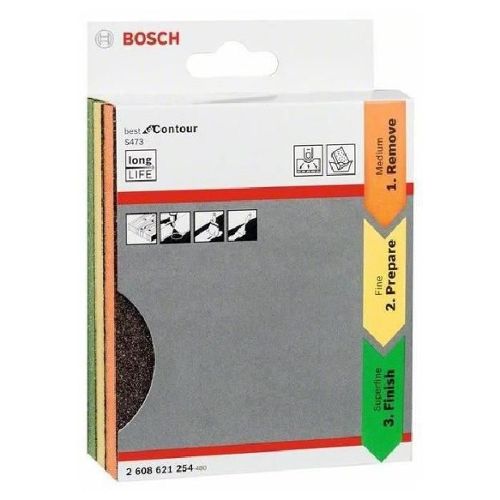 BOSCH
best for Contour
S473
long
LIFE
Medium
1. Remove
Fine
2. Prepare
Superfine
3. Finish
2 608 621 254